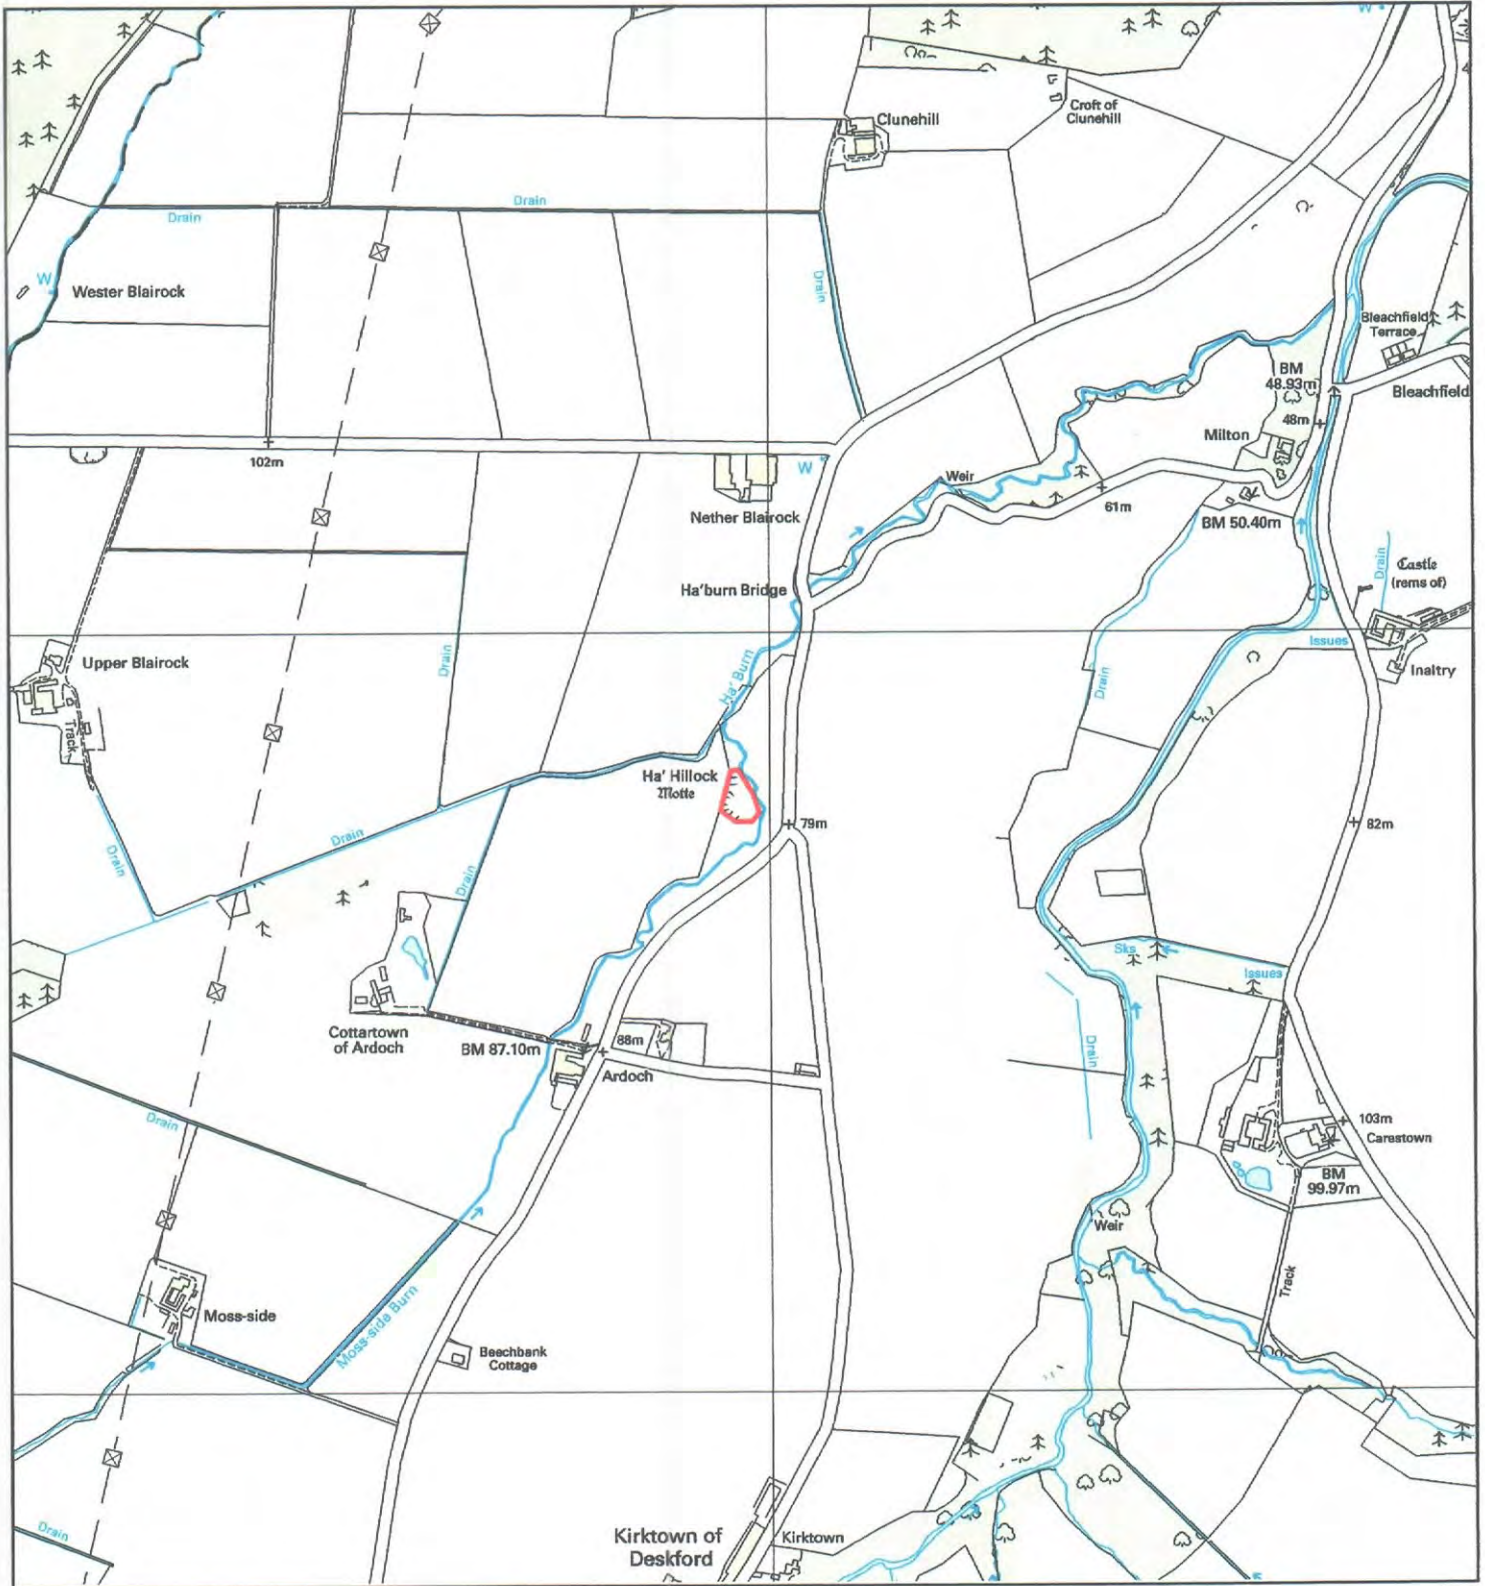 W
Croft of
Clunehill
Clunehill
Drain
Drain
Drain
W
Wester Blairock
Bleachfield
Terrace
BM
48.93m
Bleachfield
48m
Milton
102m
W
Weir
Nether Blairock
61m
BM 50.40m
Drain
Castle
(rems of)
Ha'burn Bridge
Issues
Upper Blairock
Drain
Ha' Burn
Drain
Inaltry
Track
Ha' Hillock
Motte
79m
82m
Drain
Drain
Drain
Sks
Issues
Cottartown
of Ardoch
BM 87.10m
88m
Drain
Ardoch
Drain
103m
Carestown
BM
99.97m
Weir
Track
Moss-side
Moss-side Burn
Beechbank
Cottage
Drain
Kirktown of
Deskford
Kirktown